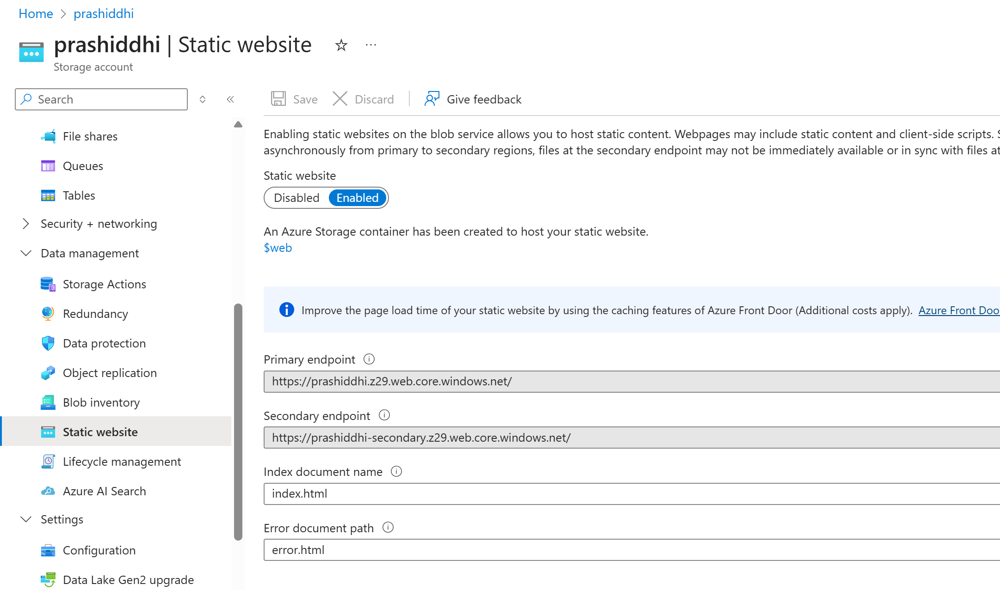 Home > prashiddhi
prashiddhi | Static website
Storage account
Search
File shares
Queues
Tables
Security + networking
Data management
Storage Actions
Redundancy
Data protection
Object replication
Blob inventory
Static website
Lifecycle management
Azure AI Search
Settings
Configuration
Data Lake Gen2 upgrade
Save Discard Give feedback
Enabling static websites on the blob service allows you to host static content. Webpages may include static content and client-side scripts.
asynchronously from primary to secondary regions, files at the secondary endpoint may not be immediately available or in sync with files at
Static website
Disabled Enabled
An Azure Storage container has been created to host your static website.
$web
Improve the page load time of your static website by using the caching features of Azure Front Door (Additional costs apply). Azure Front Doo
Primary endpoint
https://prashiddhi.z29.web.core.windows.net/
Secondary endpoint
https://prashiddhi-secondary.z29.web.core.windows.net/
Index document name
index.html
Error document path
error.html